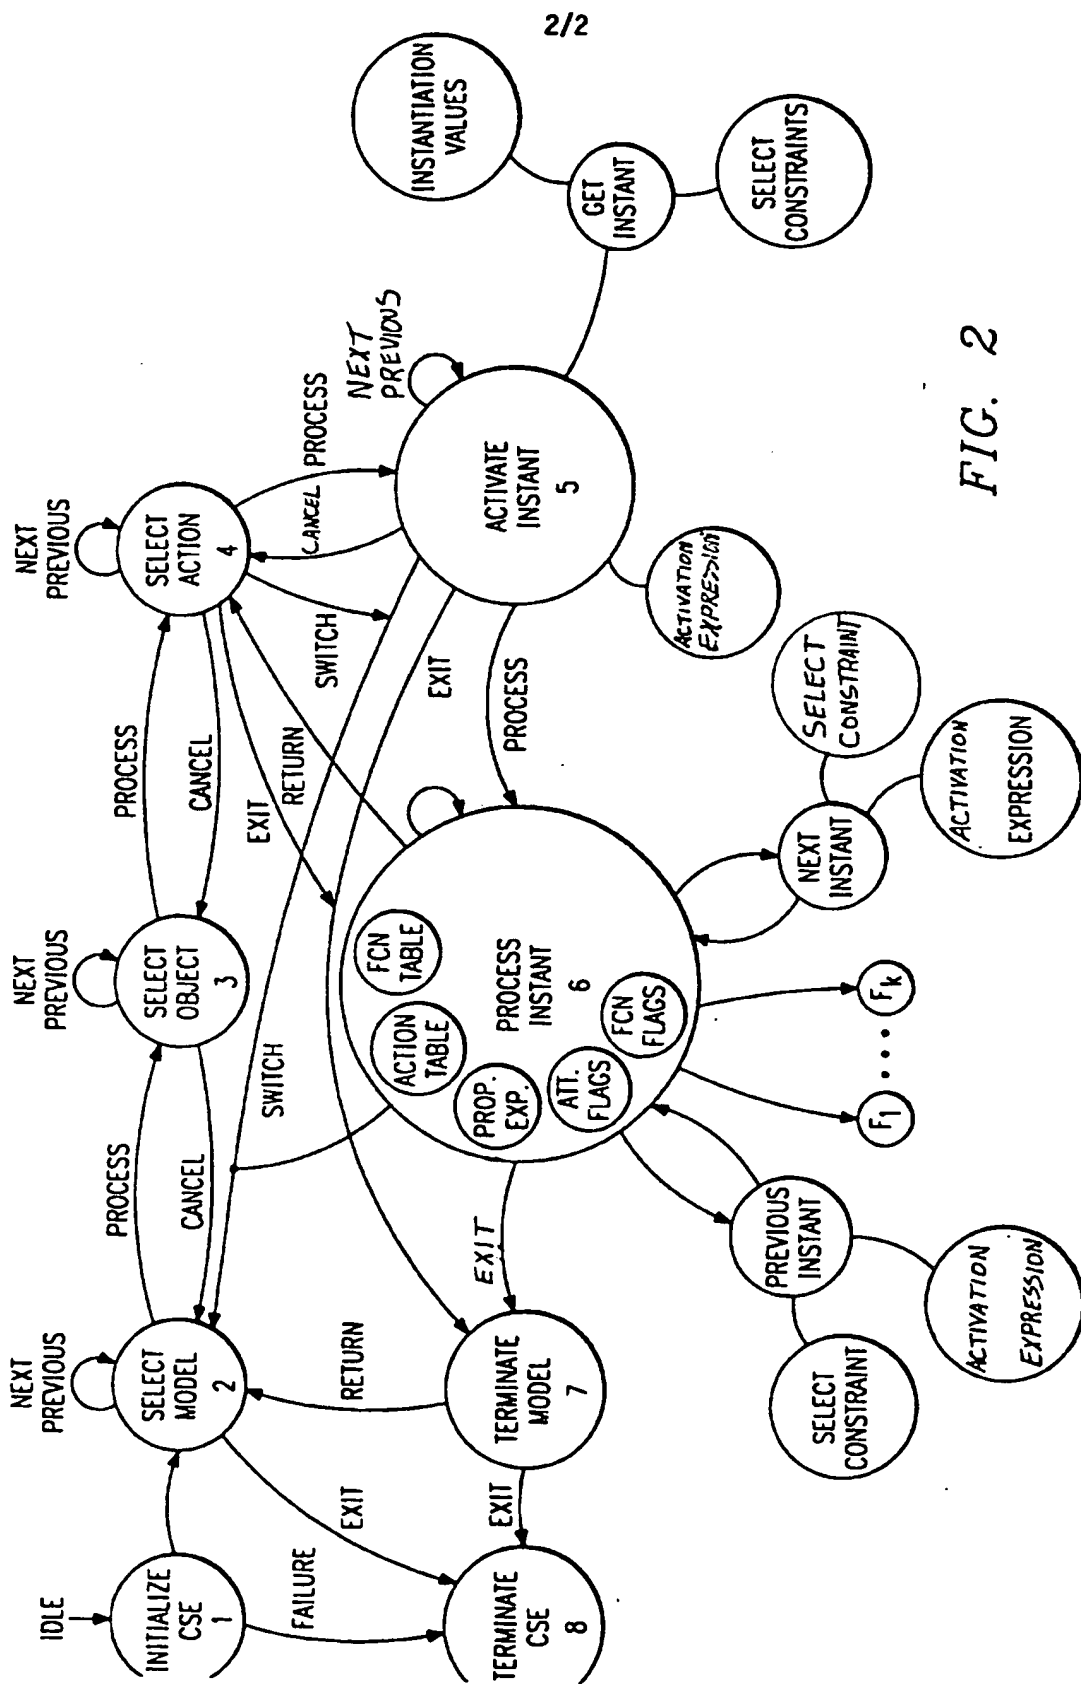 2/2
IDLE
INITIALIZE
CSE
1
FAILURE
NEXT
PREVIOUS
SELECT
MODEL
2
EXIT
PROCESS
CANCEL
SWITCH
NEXT
PREVIOUS
SELECT
OBJECT
3
PROCESS
CANCEL
EXIT
RETURN
SWITCH
NEXT
PREVIOUS
SELECT
ACTION
4
CANCEL
PROCESS
NEXT
PREVIOUS
ACTIVATE
INSTANT
5
EXIT
PROCESS
GET
INSTANT
INSTANTIATION
VALUES
SELECT
CONSTRAINTS
ACTIVATION
EXPRESSION
TERMINATE
CSE
8
EXIT
TERMINATE
MODEL
7
RETURN
EXIT
PROCESS
INSTANT
6
FCN
TABLE
ACTION
TABLE
PROP.
EXP.
ATT.
FLAGS
FCN
FLAGS
PREVIOUS
INSTANT
SELECT
CONSTRAINT
ACTIVATION
EXPRESSION
F1 • • • Fk
NEXT
INSTANT
SELECT
CONSTRAINT
ACTIVATION
EXPRESSION
FIG. 2